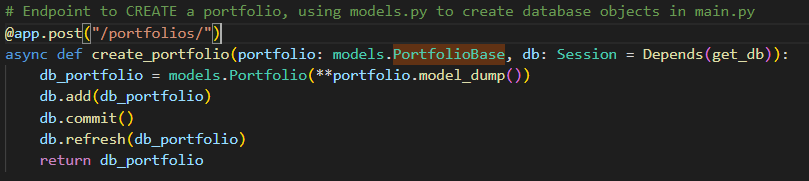 # Endpoint to CREATE a portfolio, using models.py to create database objects in main.py
@app.post("/portfolios/")
async def create_portfolio(portfolio: models.PortfolioBase, db: Session = Depends(get_db)):
    db_portfolio = models.Portfolio(**portfolio.model_dump())
    db.add(db_portfolio)
    db.commit()
    db.refresh(db_portfolio)
    return db_portfolio